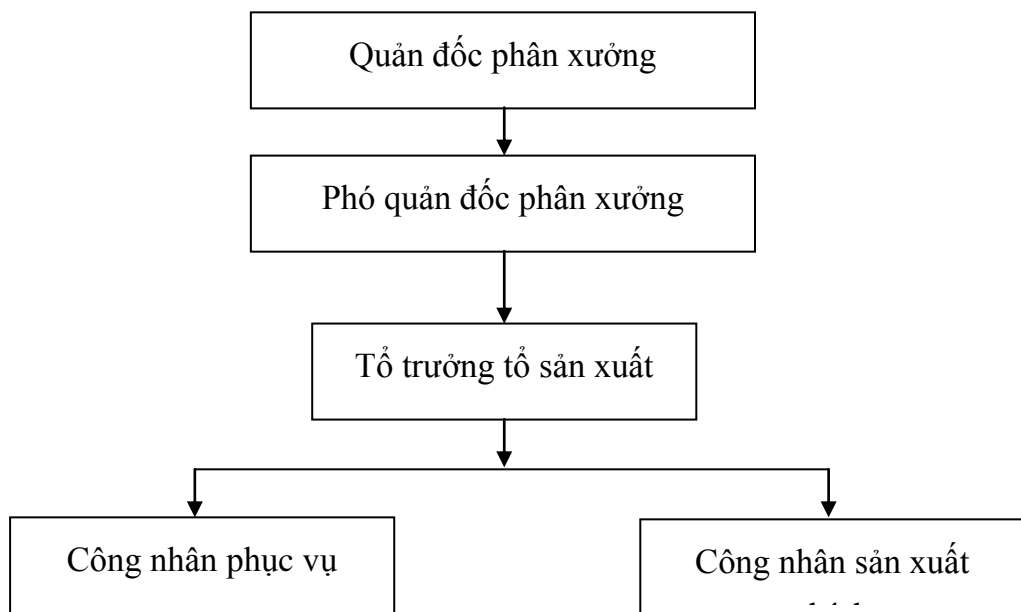 Quản đốc phân xưởng
Phó quản đốc phân xưởng
Tổ trưởng tổ sản xuất
Công nhân phục vụ
Công nhân sản xuất